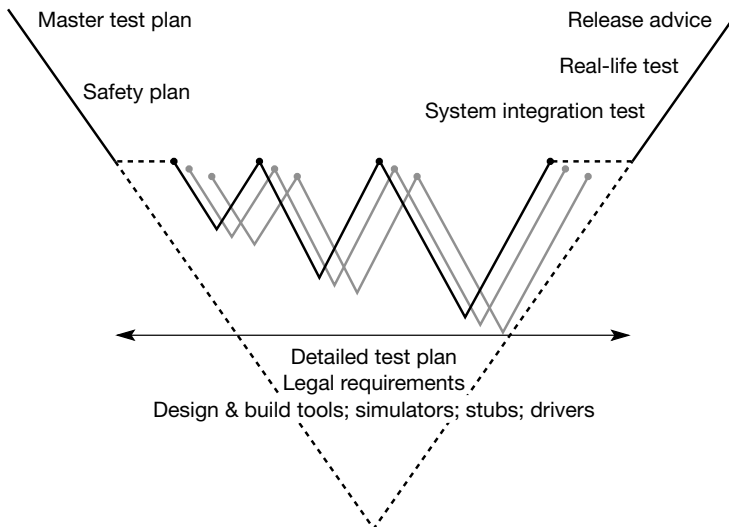 Master test plan
Safety plan
Release advice
Real-life test
System integration test
Detailed test plan
Legal requirements
Design & build tools; simulators; stubs; drivers